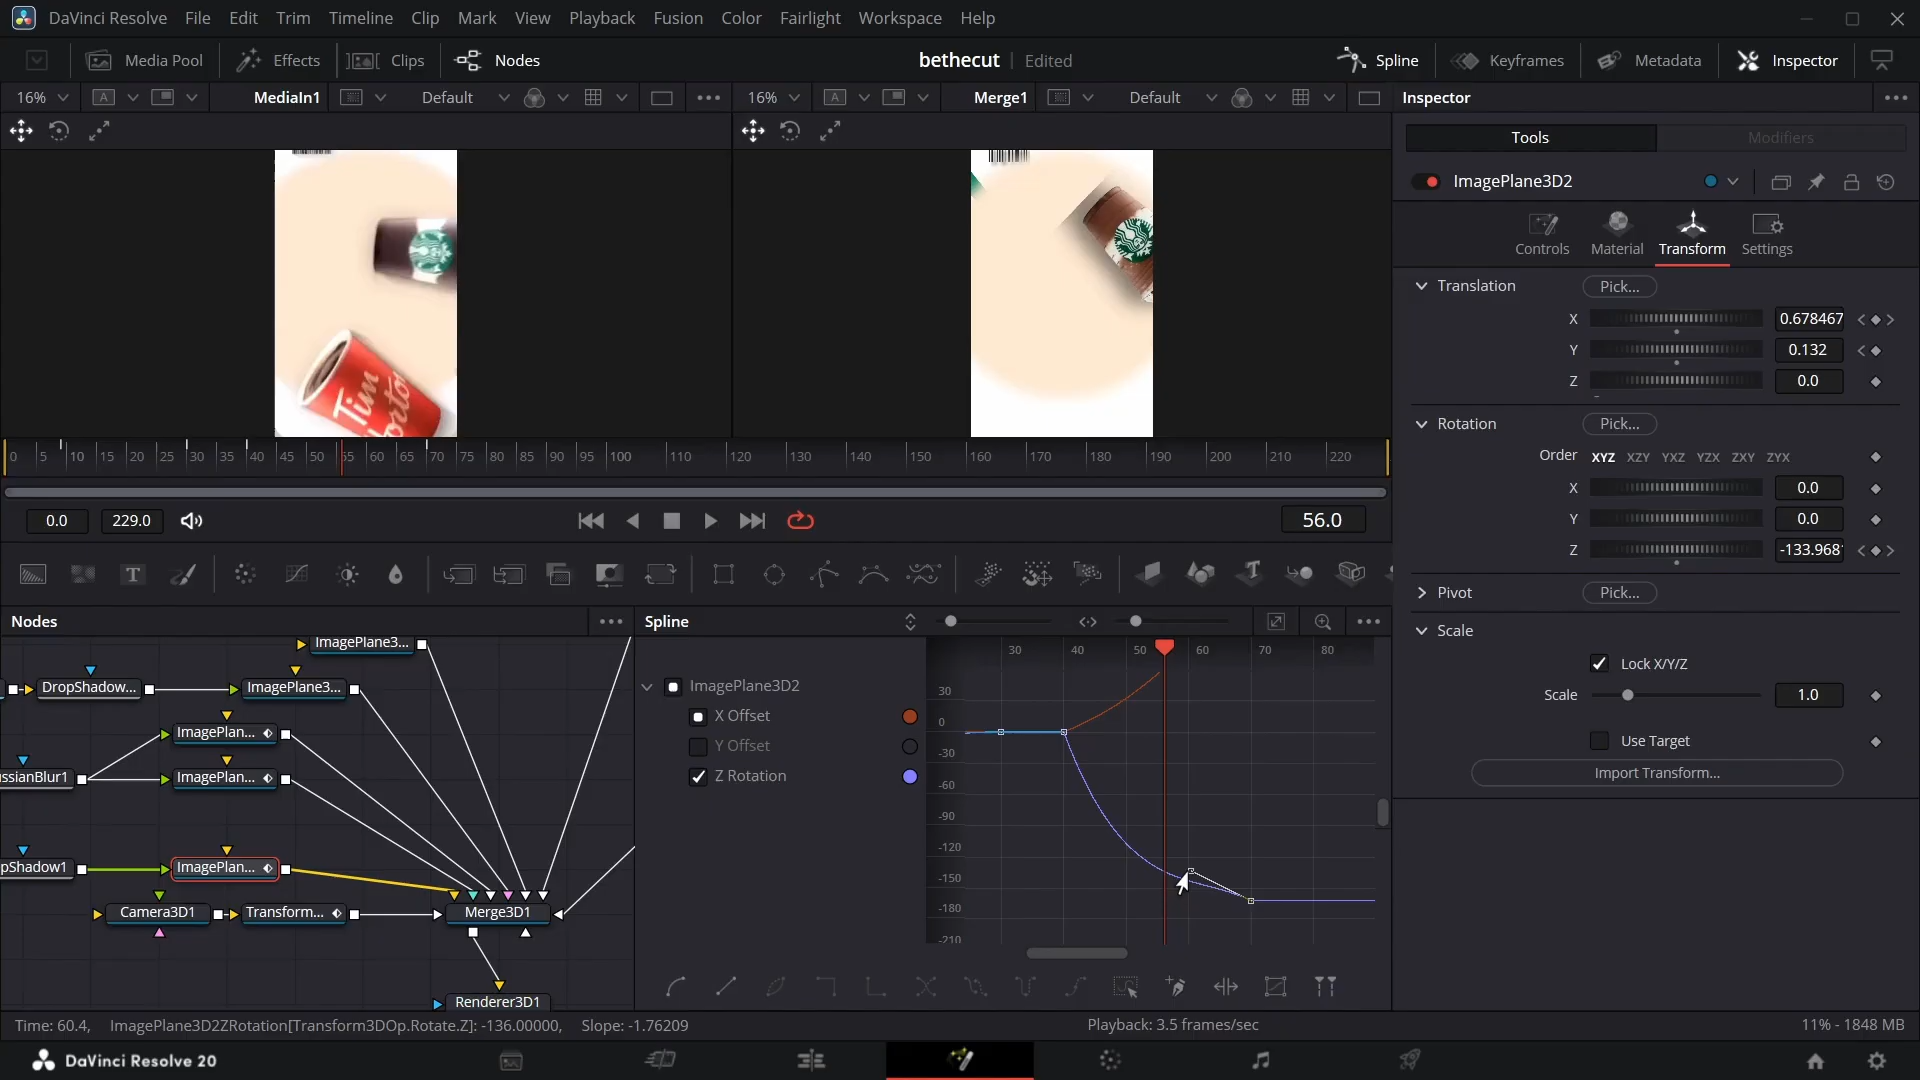 DaVinci Resolve File Edit Trim Timeline Clip Mark View Playback Fusion Color Fairlight Workspace Help
Media Pool Effects Clips Nodes bethecut Edited Spline Keyframes Metadata Inspector
16% A MediaIn1 Default 16% A Merge1 Default Inspector
Tools Modifiers
ImagePlane3D2
Controls Material Transform Settings
Translation Pick...
X 0.678467
Y 0.132
Z 0.0
Rotation Pick...
Order XYZ XZY YXZ YZX ZXY ZYX
X 0.0
Y 0.0
Z -133.968
Pivot Pick...
Scale
Lock X/Y/Z
Scale 1.0
Use Target
Import Transform...
Tim
0 5 10 15 20 25 30 35 40 45 50 55 60 65 70 75 80 85 90 95 100 110 120 130 140 150 160 170 180 190 200 210 220
0.0 229.0 56.0
T
Nodes
ImagePlane3...
DropShadow... ImagePlane3...
ImagePlan...
ussianBlur1 ImagePlan...
pShadow1 ImagePlan...
Camera3D1 Transform... Merge3D1
Renderer3D1
Spline
30 40 50 60 70 80
ImagePlane3D2
X Offset
Y Offset
Z Rotation
30
0
-30
-60
-90
-120
-150
-180
-210
Time: 60.4, ImagePlane3D2ZRotation[Transform3DOp.Rotate.Z]: -136.00000, Slope: -1.76209 Playback: 3.5 frames/sec 11% - 1848 MB
DaVinci Resolve 20